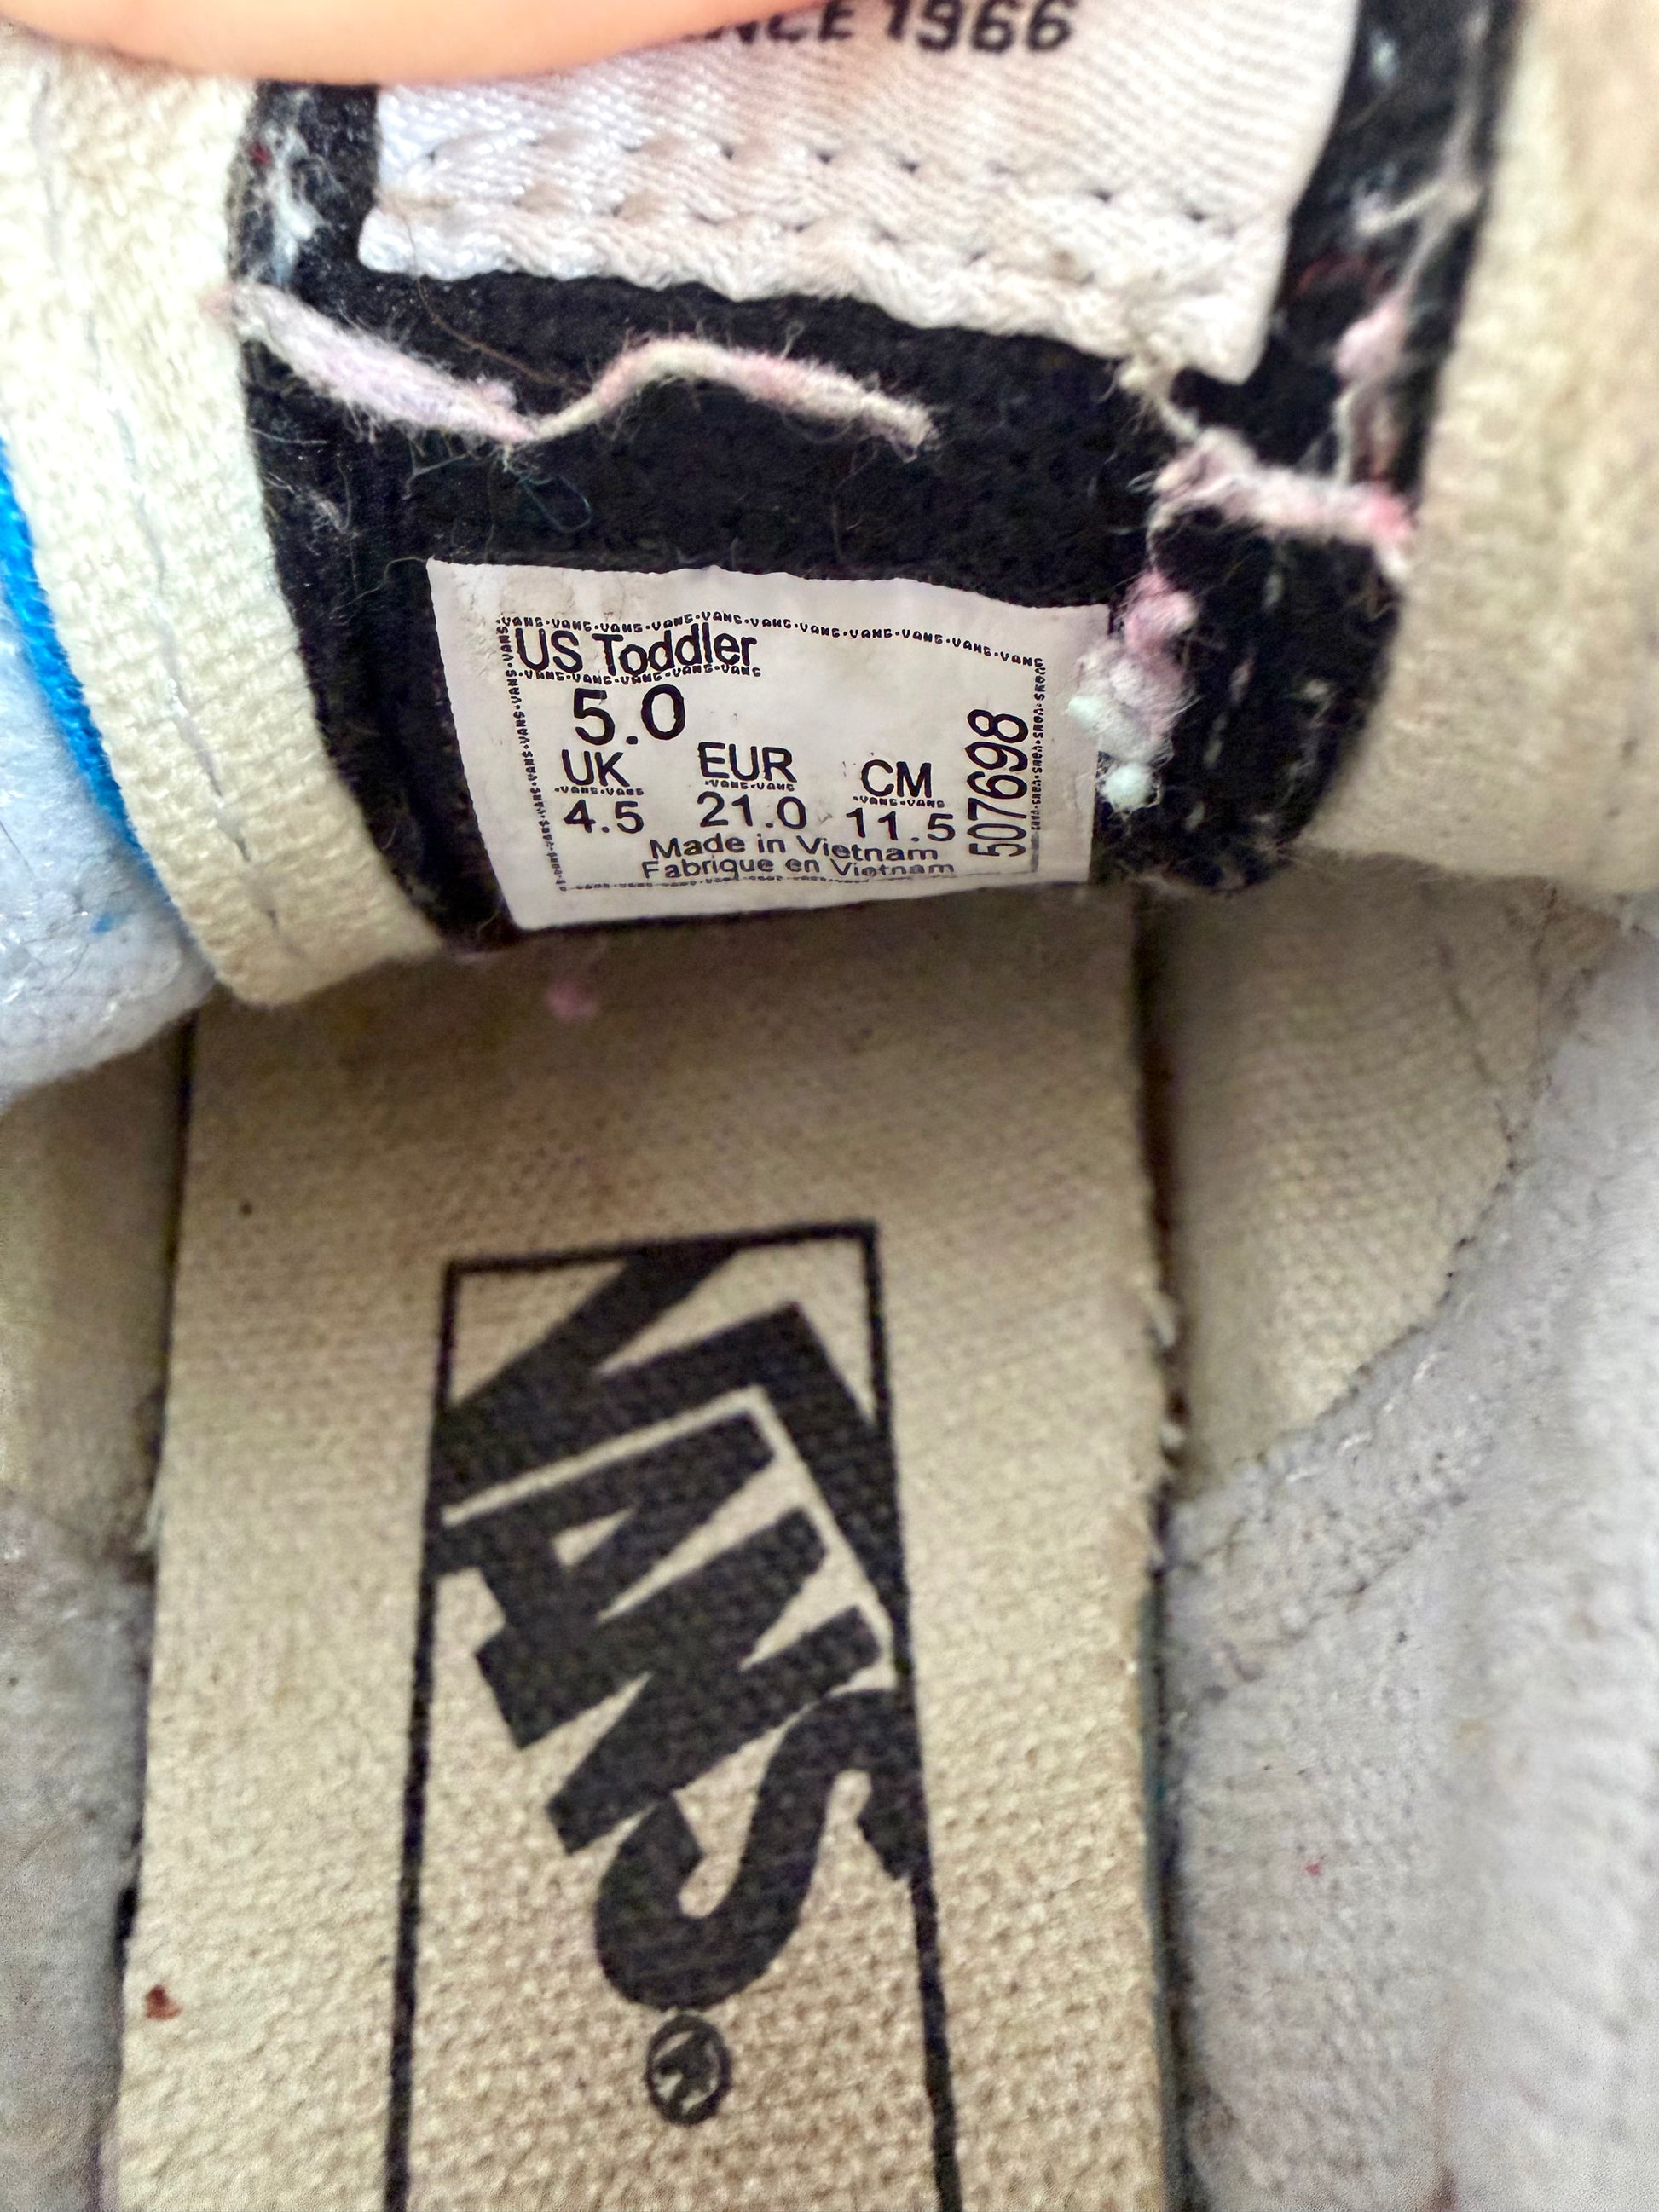 1966
US Toddler
5.0
UK EUR CM
4.5 21.0 11.5
Made in Vietnam
Fabrique en Vietnam
507698
VANS®